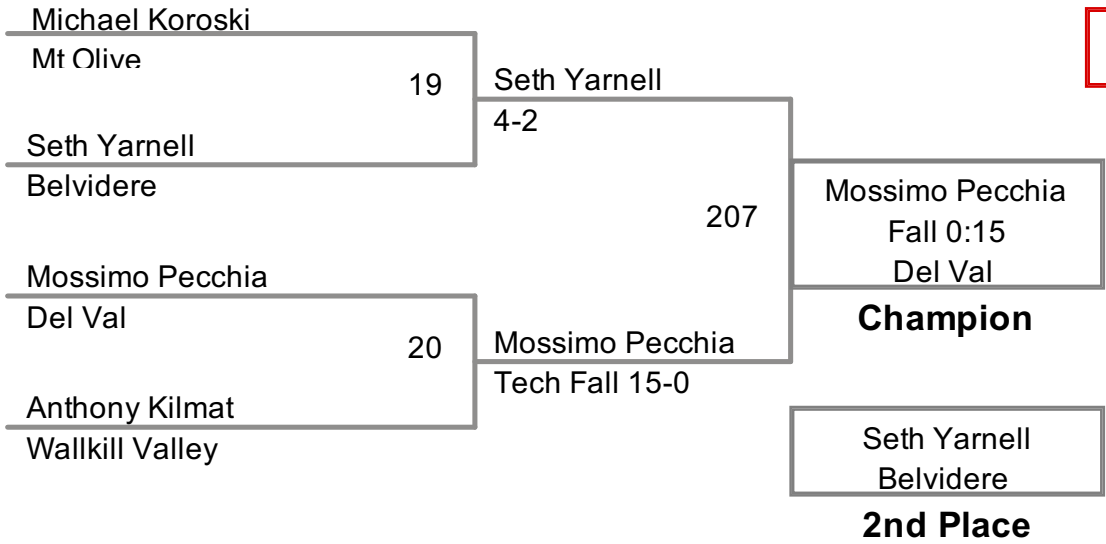 Michael Koroski
Mt Olive
19
Seth Yarnell
4-2
Seth Yarnell
Belvidere
207
Mossimo Pecchia
Fall 0:15
Del Val
Champion
Mossimo Pecchia
Del Val
20
Mossimo Pecchia
Tech Fall 15-0
Anthony Kilmat
Wallkill Valley
Seth Yarnell
Belvidere
2nd Place